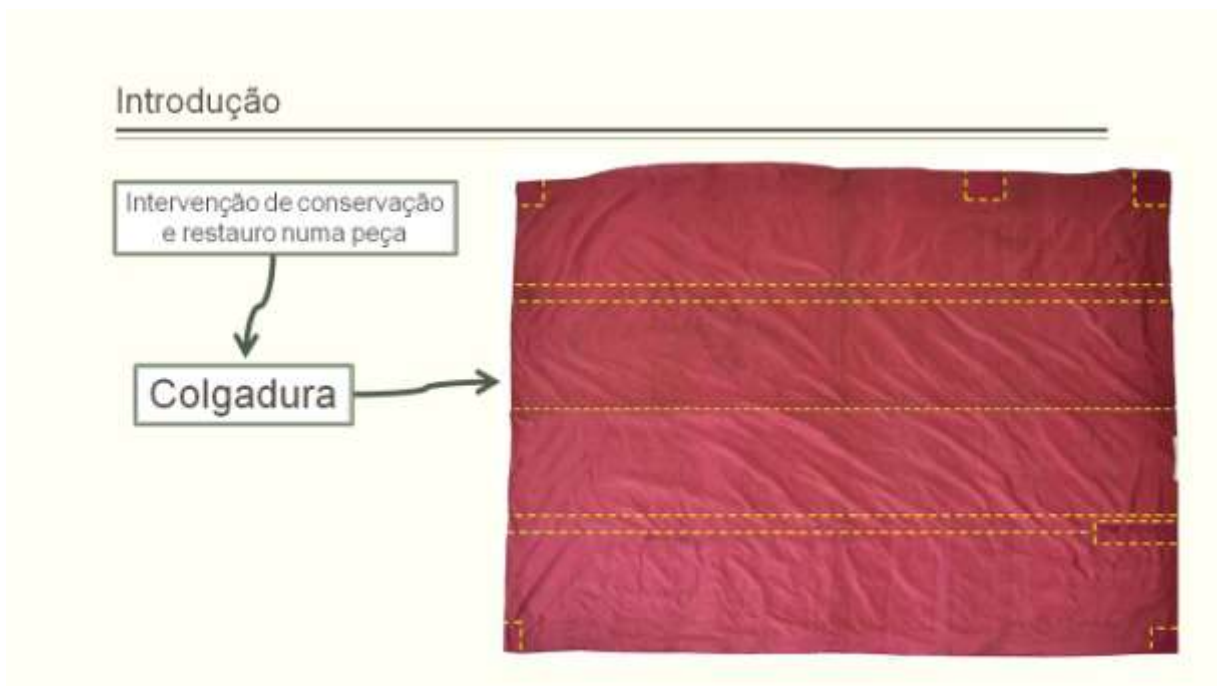 Introdução
Intervenção de conservação
e restauro numa peça
Colgadura